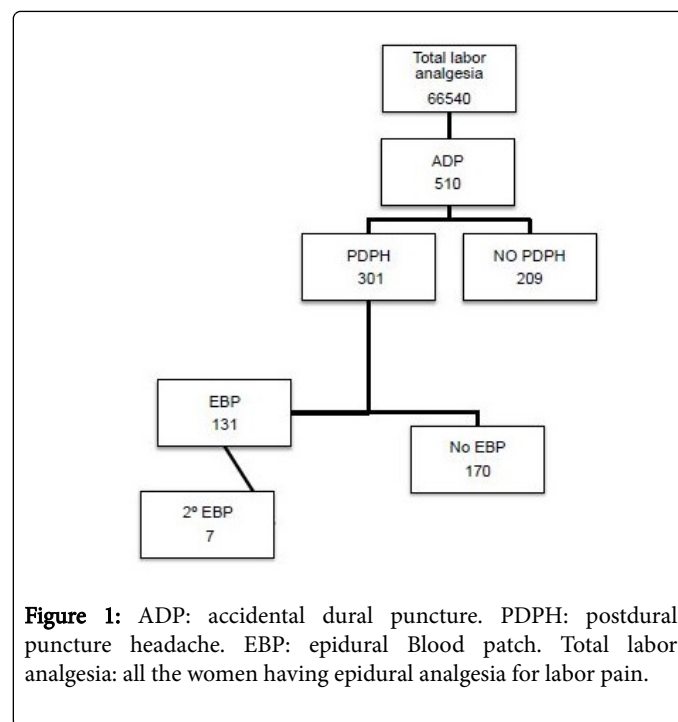 Total labor
analgesia
66540
ADP
510
PDPH
301
NO PDPH
209
EBP
131
No EBP
170
2º EBP
7
Figure 1: ADP: accidental dural puncture. PDPH: postdural
puncture headache. EBP: epidural Blood patch. Total labor
analgesia: all the women having epidural analgesia for labor pain.